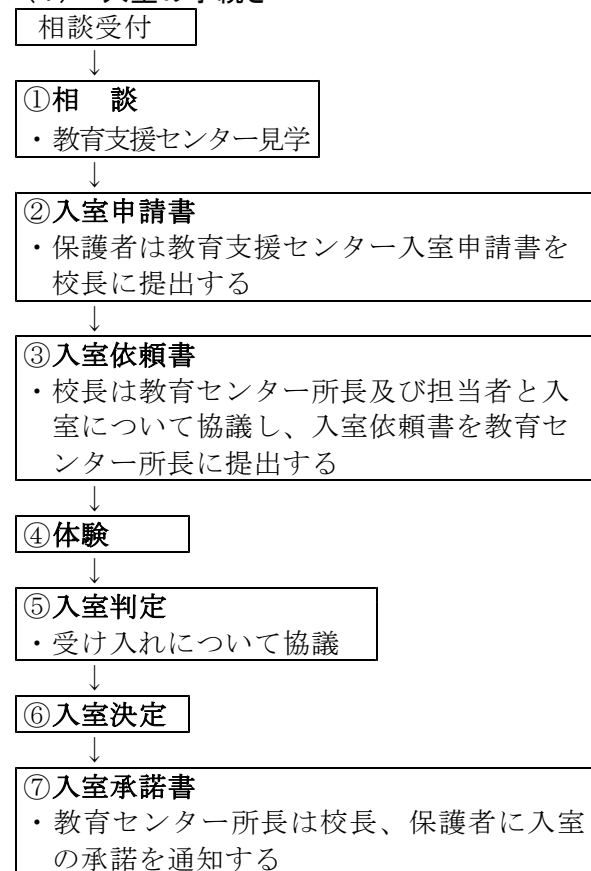 相談受付
↓
①相　談
・教育支援センター見学
↓
②入室申請書
・保護者は教育支援センター入室申請書を
校長に提出する
↓
③入室依頼書
・校長は教育センター所長及び担当者と入
室について協議し、入室依頼書を教育セ
ンター所長に提出する
↓
④体験
↓
⑤入室判定
・受け入れについて協議
↓
⑥入室決定
↓
⑦入室承諾書
・教育センター所長は校長、保護者に入室
の承諾を通知する